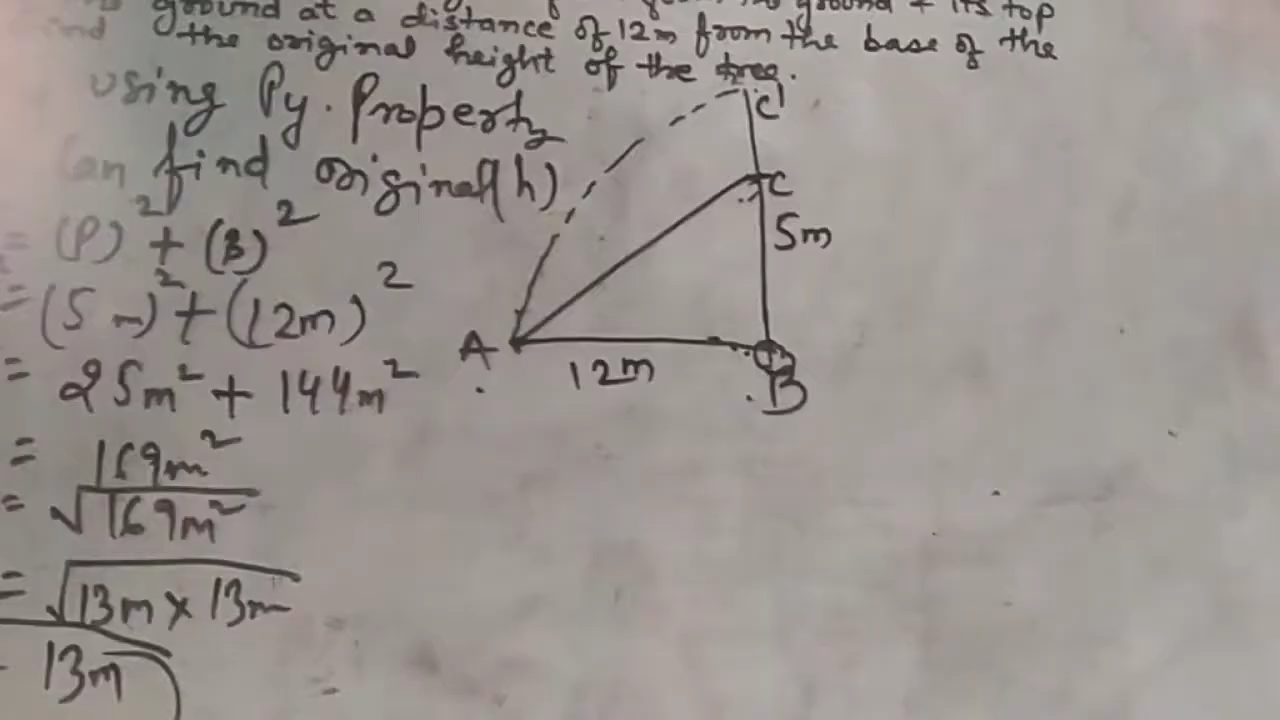 ground at a distance of 12m from the base of the
the original height of the tree.
using Py. Property
Can find original(h)
= (P)² + (B)²
= (5m)² + (12m)²
= 25m² + 144m²
= 169m²
= √169m²
= √13m × 13m
13m
C'
C
5m
A
12m
B